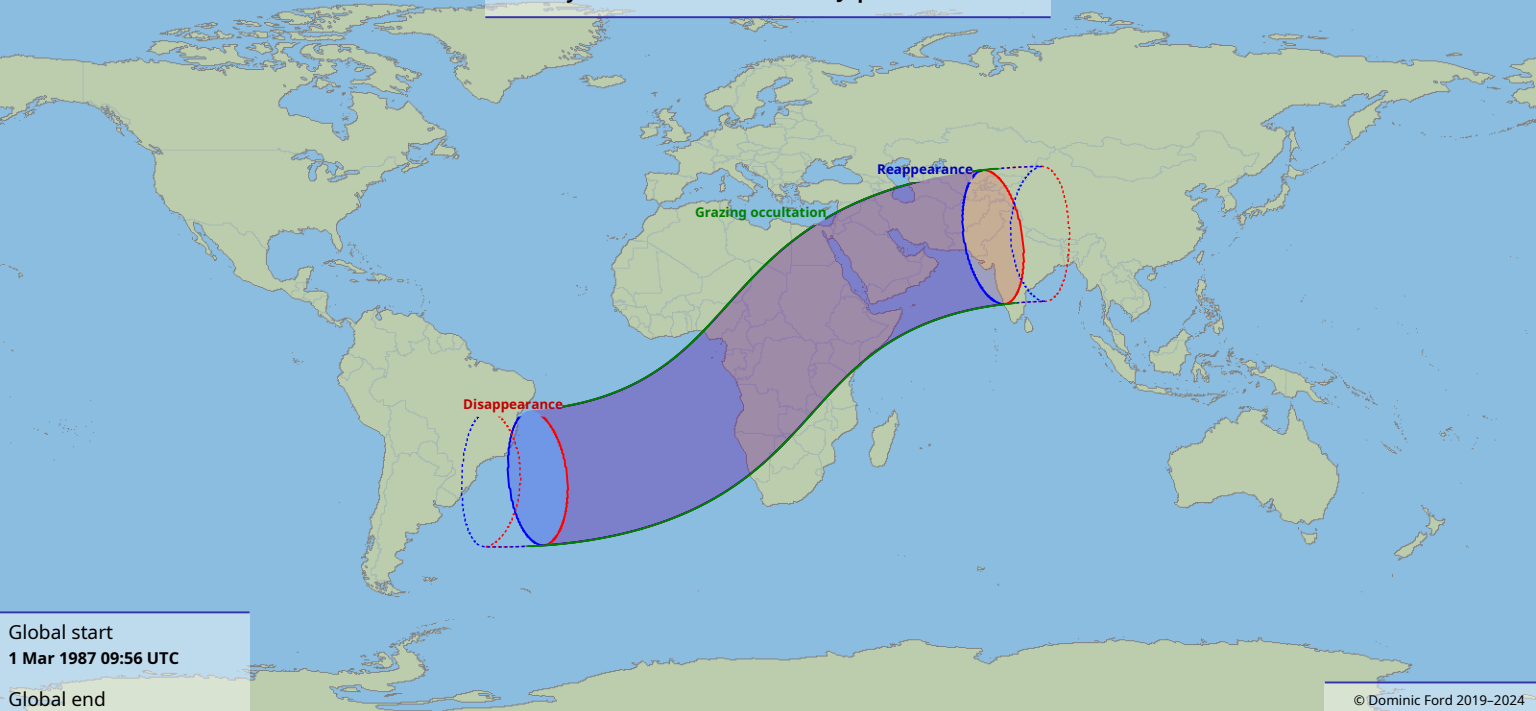 Reappearance
Grazing occultation
Disappearance
Global start
1 Mar 1987 09:56 UTC
Global end
© Dominic Ford 2019–2024